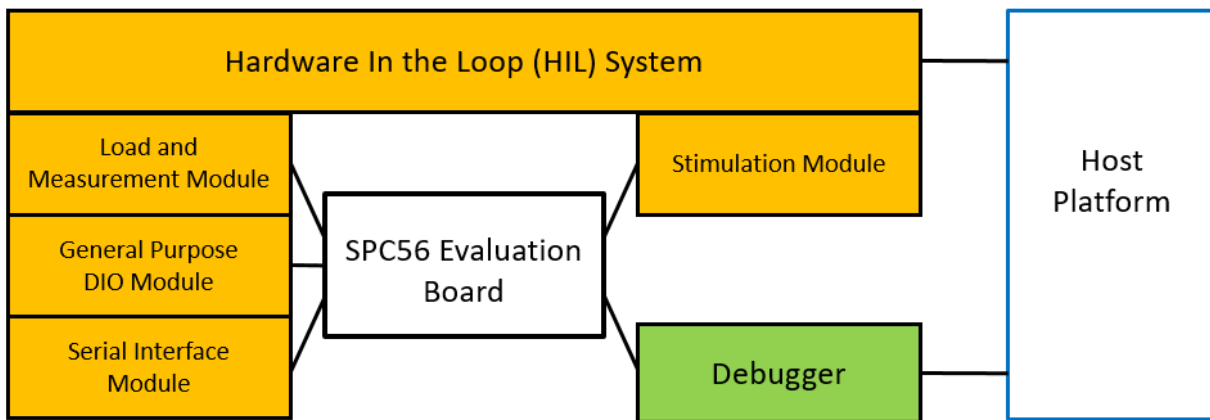 Hardware In the Loop (HIL) System
Load and
Measurement Module
General Purpose
DIO Module
Serial Interface
Module
SPC56 Evaluation
Board
Stimulation Module
Debugger
Host
Platform